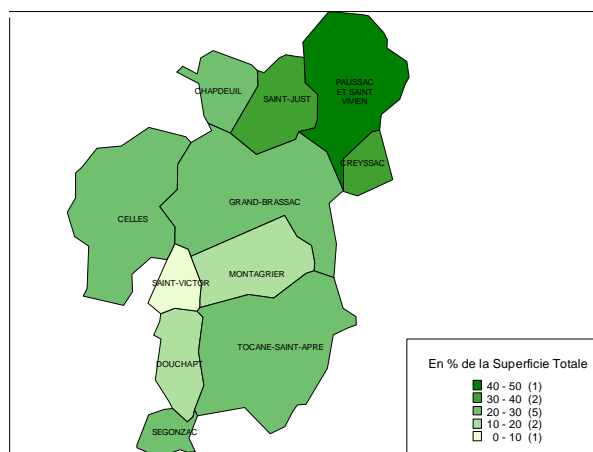 PAUSSAC
ET SAINT
VIVIEN
CHAPDEUIL
SAINT-JUST
CREYSSAC
GRAND-BRASSAC
CELLES
MONTAGRIER
SAINT-VICTOR
TOCANE-SAINT-APRE
DOUCHAPT
SEGONZAC
En % de la Superficie Totale
40 - 50 (1)
30 - 40 (2)
20 - 30 (5)
10 - 20 (2)
0 - 10 (1)